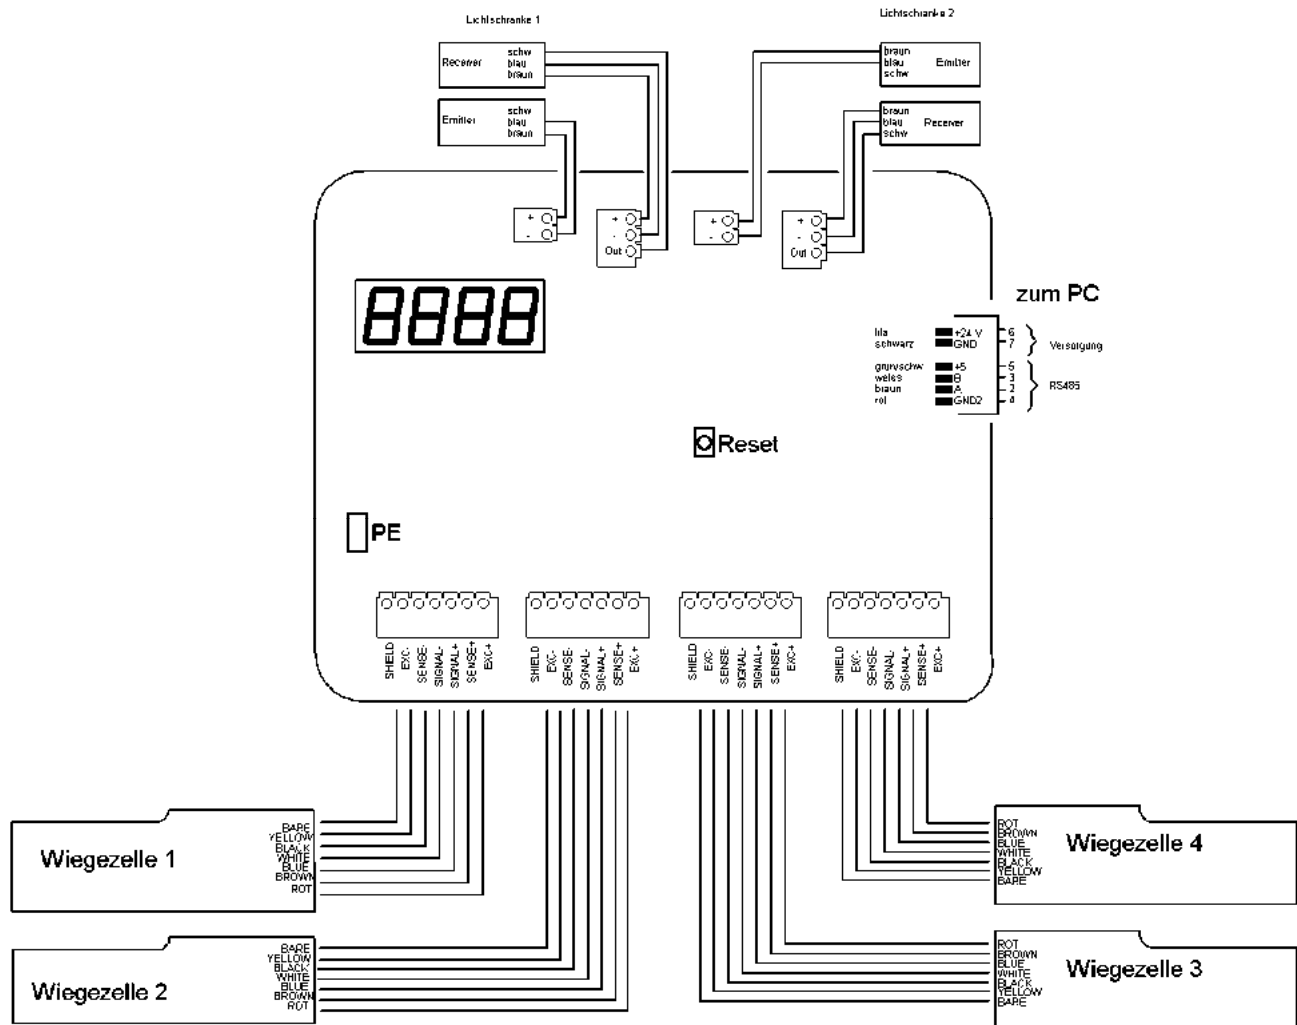 Lichtschranke 1
Lichtschranke 2
Receiver
schw
blau
braun
Emitter
schw
blau
braun
braun
blau
schw
Emitter
braun
blau
schw
Receiver
+
-
+
-
Out
+
-
+
-
Out
8888
zum PC
lila +24 V 6
schwarz GND 7
Versorgung
grun/schw +5 5
weiss B 3
braun A 2
rot GND2 4
RS485
Reset
PE
SHIELD EXC- SENSE- SIGNAL- SIGNAL+ SENSE+ EXC+
SHIELD EXC- SENSE- SIGNAL- SIGNAL+ SENSE+ EXC+
SHIELD EXC- SENSE- SIGNAL- SIGNAL+ SENSE+ EXC+
SHIELD EXC- SENSE- SIGNAL- SIGNAL+ SENSE+ EXC+
Wiegezelle 1
BARE
YELLOW
BLACK
WHITE
BLUE
BROWN
ROT
Wiegezelle 2
BARE
YELLOW
BLACK
WHITE
BLUE
BROWN
ROT
ROT
BROWN
BLUE
WHITE
BLACK
YELLOW
BARE
Wiegezelle 4
ROT
BROWN
BLUE
WHITE
BLACK
YELLOW
BARE
Wiegezelle 3